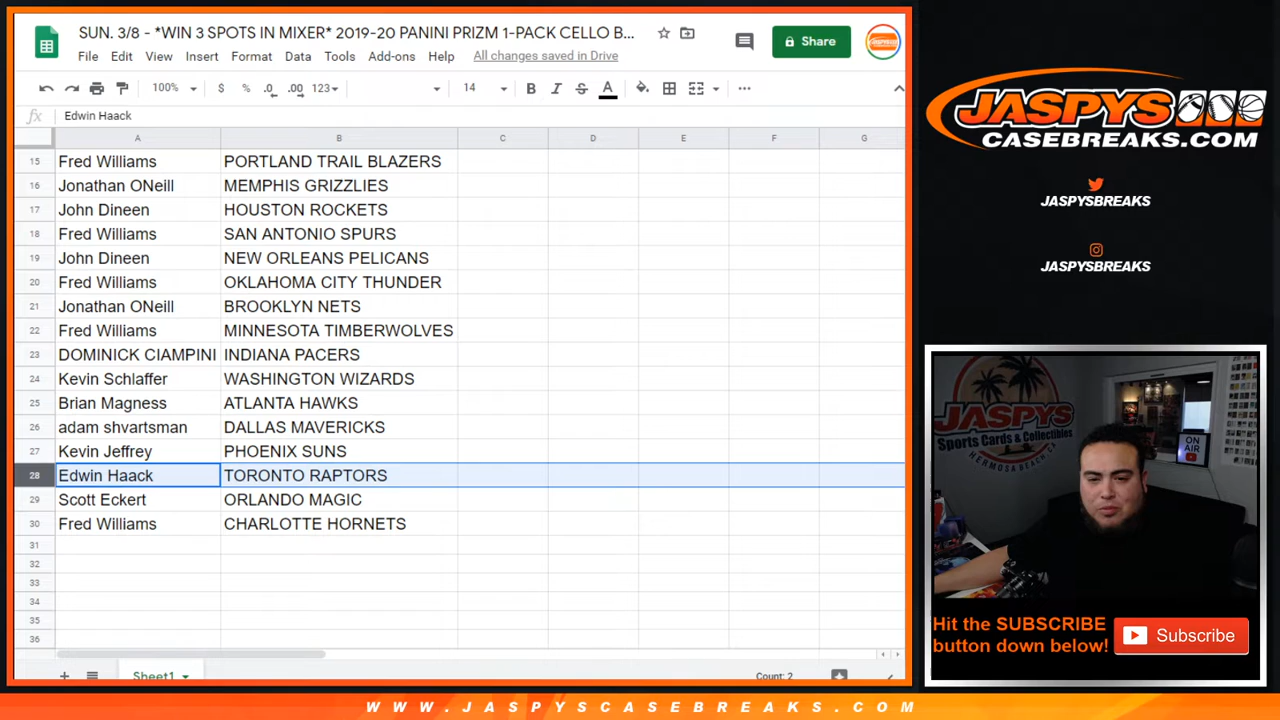 SUN. 3/8 - *WIN 3 SPOTS IN MIXER* 2019-20 PANINI PRIZM 1-PACK CELLO B...
File Edit View Insert Format Data Tools Add-ons Help All changes saved in Drive
Share
100% $ % .0 .00 123 14 B I S A
fx Edwin Haack
A B C D E F G
15 Fred Williams PORTLAND TRAIL BLAZERS
16 Jonathan ONeill MEMPHIS GRIZZLIES
17 John Dineen HOUSTON ROCKETS
18 Fred Williams SAN ANTONIO SPURS
19 John Dineen NEW ORLEANS PELICANS
20 Fred Williams OKLAHOMA CITY THUNDER
21 Jonathan ONeill BROOKLYN NETS
22 Fred Williams MINNESOTA TIMBERWOLVES
23 DOMINICK CIAMPINI INDIANA PACERS
24 Kevin Schlaffer WASHINGTON WIZARDS
25 Brian Magness ATLANTA HAWKS
26 adam shvartsman DALLAS MAVERICKS
27 Kevin Jeffrey PHOENIX SUNS
28 Edwin Haack TORONTO RAPTORS
29 Scott Eckert ORLANDO MAGIC
30 Fred Williams CHARLOTTE HORNETS
31
32
33
34
35
36
Sheet1
Count: 2
JASPYS
CASEBREAKS.COM
JASPYSBREAKS
JASPYSBREAKS
JASPYS
Sports Cards & Collectibles
HERMOSA BEACH
ON
AIR
Hit the SUBSCRIBE
button down below!
Subscribe
WWW.JASPYSCASEBREAKS.COM